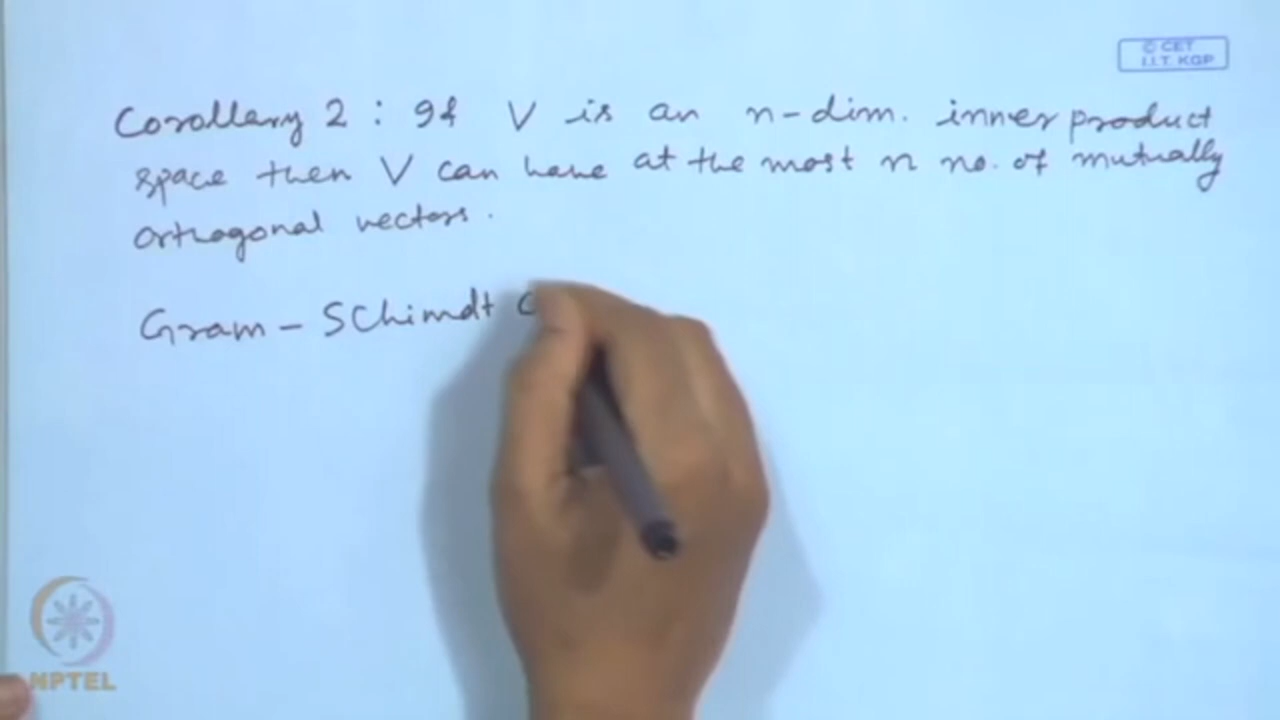 © CET
I.I.T. KGP
Corollary 2 : If V is an n-dim. inner product
space then V can have at the most n no. of mutually
orthogonal vectors.
Gram - SChimdt
NPTEL